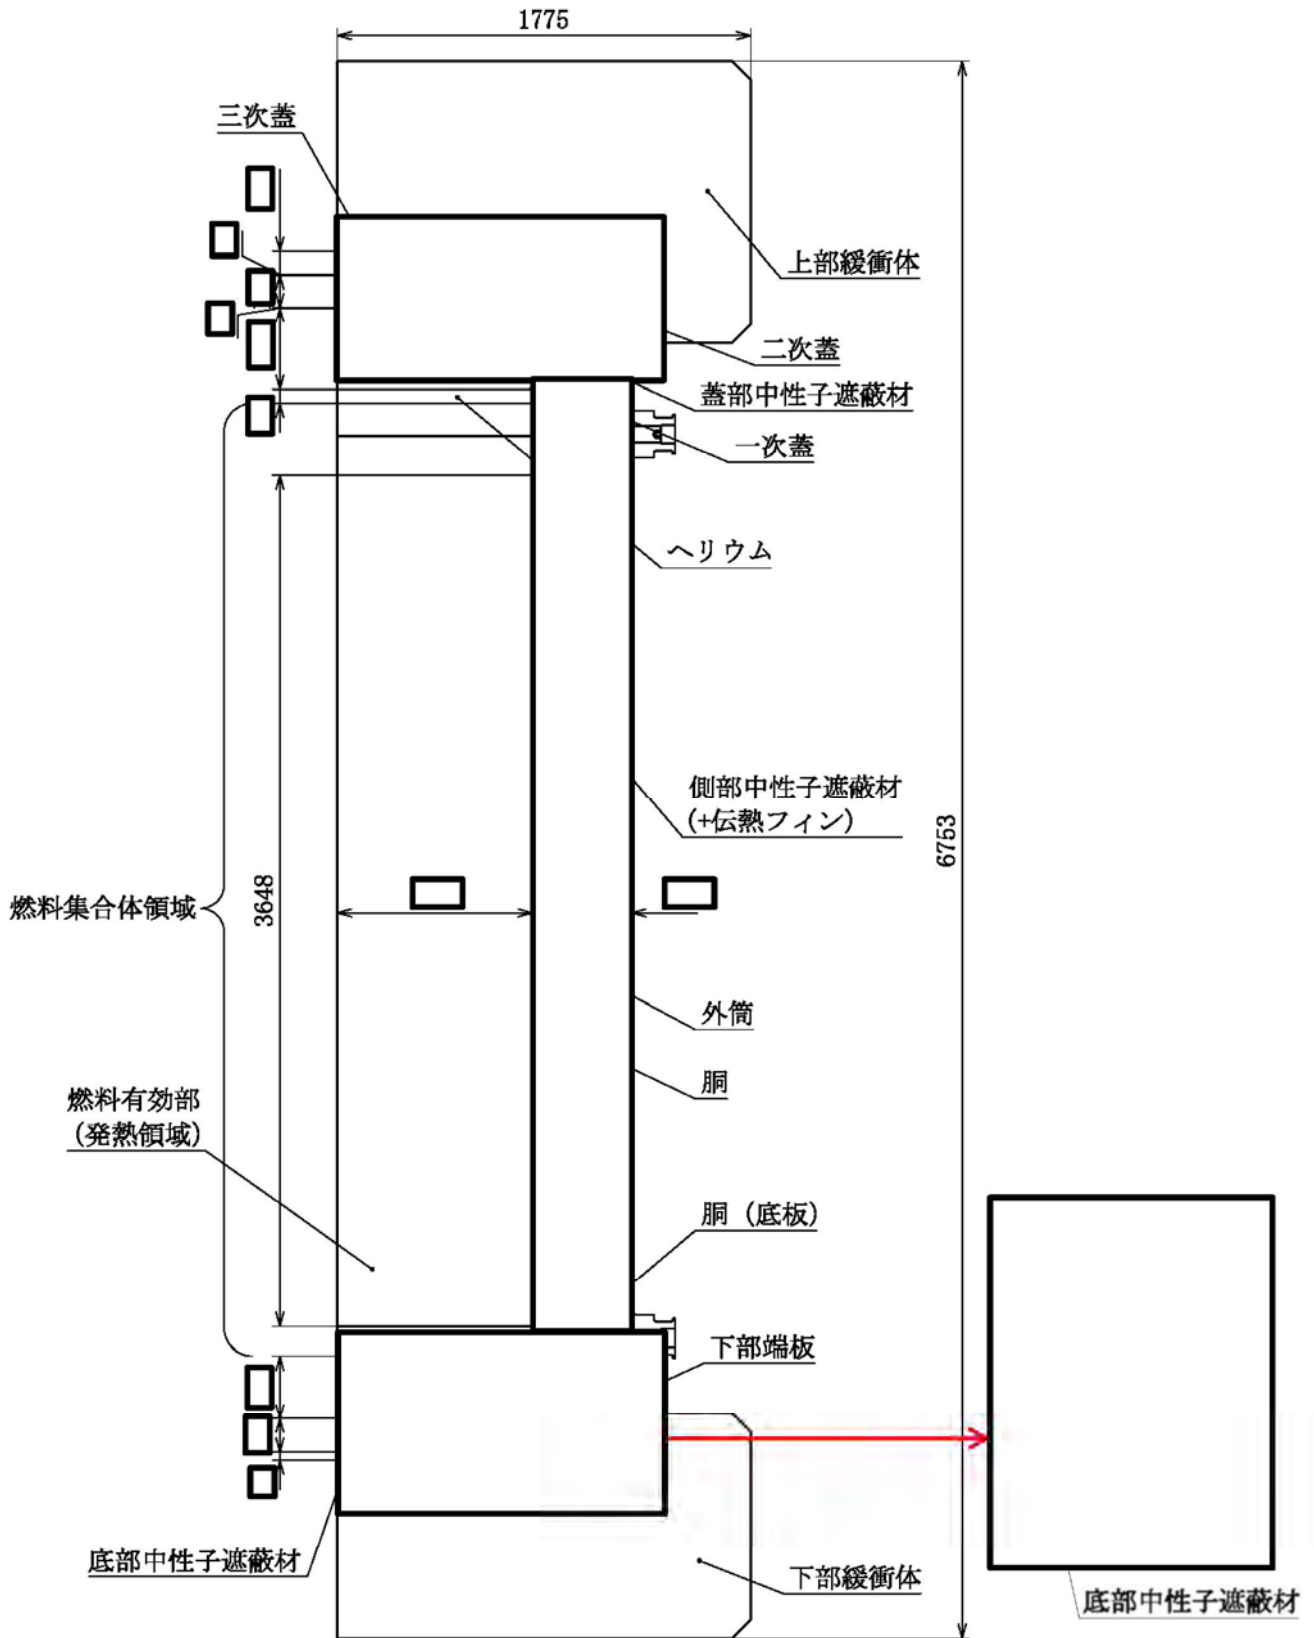 1775
三次蓋
上部緩衝体
二次蓋
蓋部中性子遮蔽材
一次蓋
ヘリウム
側部中性子遮蔽材
(+伝熱フィン)
6753
燃料集合体領域
3648
外筒
胴
燃料有効部
(発熱領域)
胴（底板）
下部端板
底部中性子遮蔽材
下部緩衝体
底部中性子遮蔽材